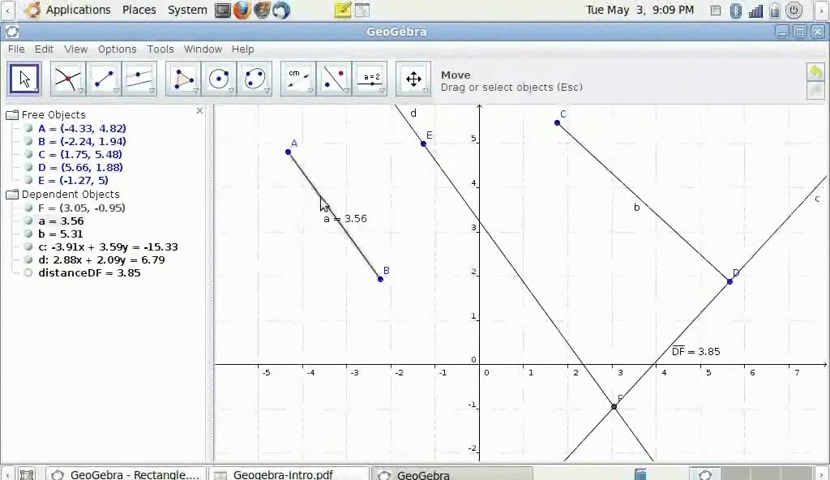 Applications Places System Tue May 3, 9:09 PM
GeoGebra
File Edit View Options Tools Window Help
cm a=2 Move
Drag or select objects (Esc)
Free Objects
A = (-4.33, 4.82)
B = (-2.24, 1.94)
C = (1.75, 5.48)
D = (5.66, 1.88)
E = (-1.27, 5)
Dependent Objects
F = (3.05, -0.95)
a = 3.56
b = 5.31
c: -3.91x + 3.59y = -15.33
d: 2.88x + 2.09y = 6.79
distanceDF = 3.85
d
C
E
5
A
4
c
b
a = 3.56
3
B
D
2
1
DF = 3.85
0
-5 -4 -3 -2 -1 0 1 2 3 4 5 6 7
F
-1
-2
GeoGebra - Rectangle.... Geogebra-Intro.pdf GeoGebra